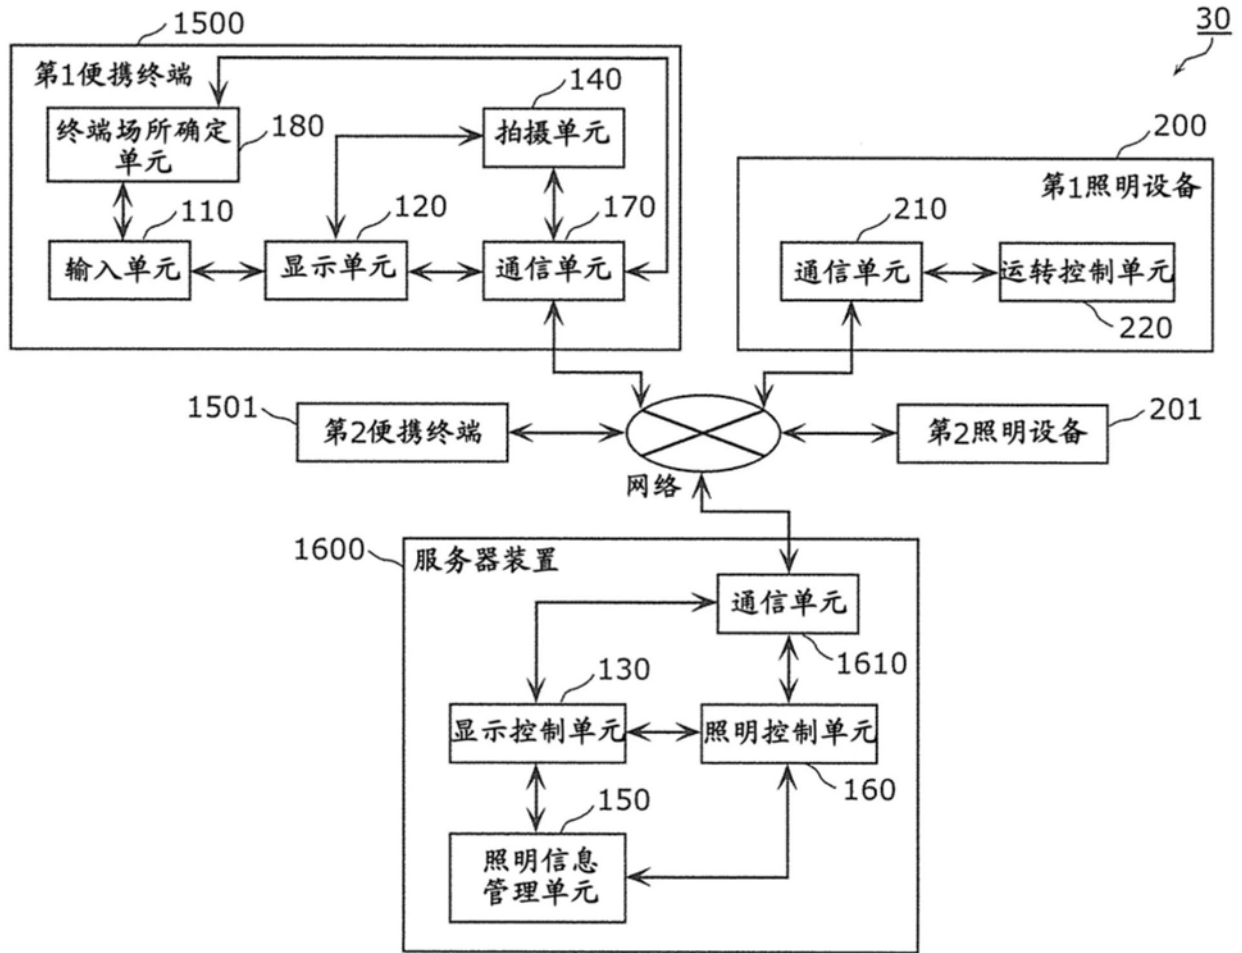 30
1500
第1便携终端
140
终端场所确定
单元
180
拍摄单元
200
第1照明设备
110
120
170
210
输入单元
显示单元
通信单元
通信单元
运转控制单元
220
1501
第2便携终端
201
第2照明设备
网络
1600
服务器装置
通信单元
1610
130
显示控制单元
照明控制单元
160
150
照明信息
管理单元